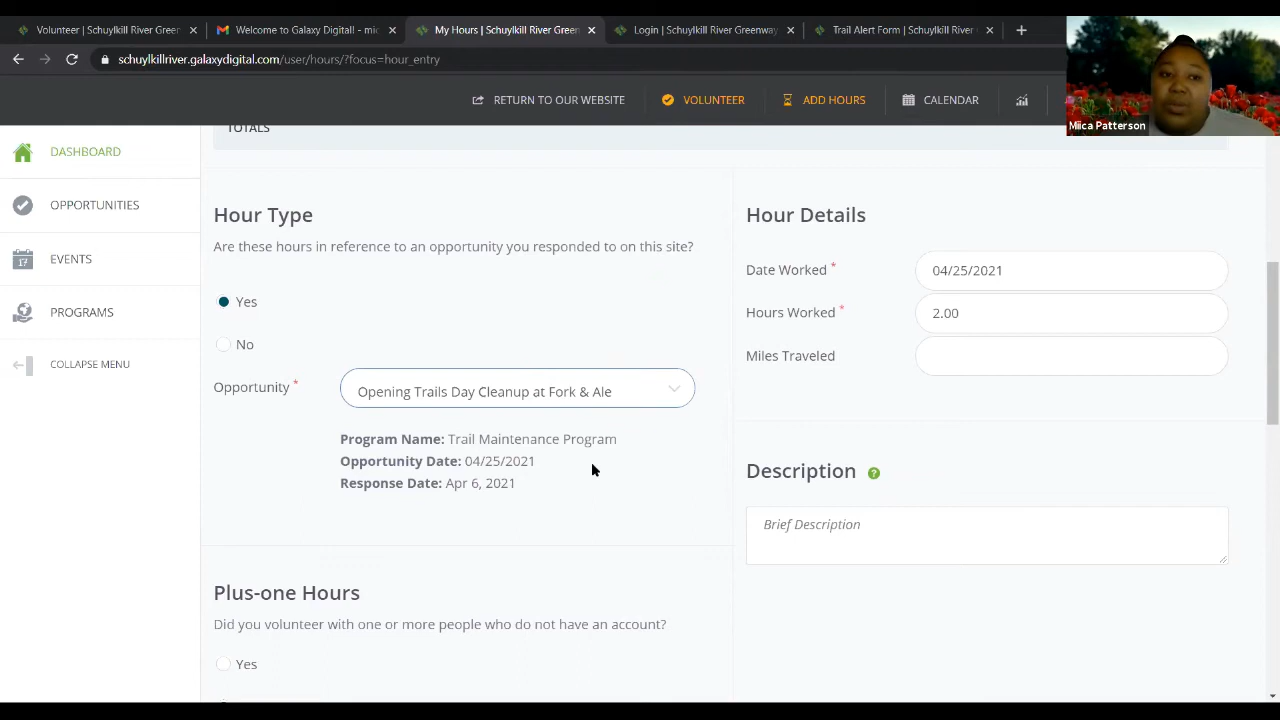 Volunteer | Schuylkill River Green
Welcome to Galaxy Digital! - mi
My Hours | Schuylkill River Green
Login | Schuylkill River Greenway
Trail Alert Form | Schuylkill River
schuylkillriver.galaxydigital.com/user/hours/?focus=hour_entry
RETURN TO OUR WEBSITE
VOLUNTEER
ADD HOURS
CALENDAR
Miica Patterson
DASHBOARD
OPPORTUNITIES
EVENTS
PROGRAMS
COLLAPSE MENU
TOTALS
Hour Type
Are these hours in reference to an opportunity you responded to on this site?
Yes
No
Opportunity *
Opening Trails Day Cleanup at Fork & Ale
Program Name: Trail Maintenance Program
Opportunity Date: 04/25/2021
Response Date: Apr 6, 2021
Plus-one Hours
Did you volunteer with one or more people who do not have an account?
Yes
Hour Details
Date Worked * 04/25/2021
Hours Worked * 2.00
Miles Traveled
Description ?
Brief Description